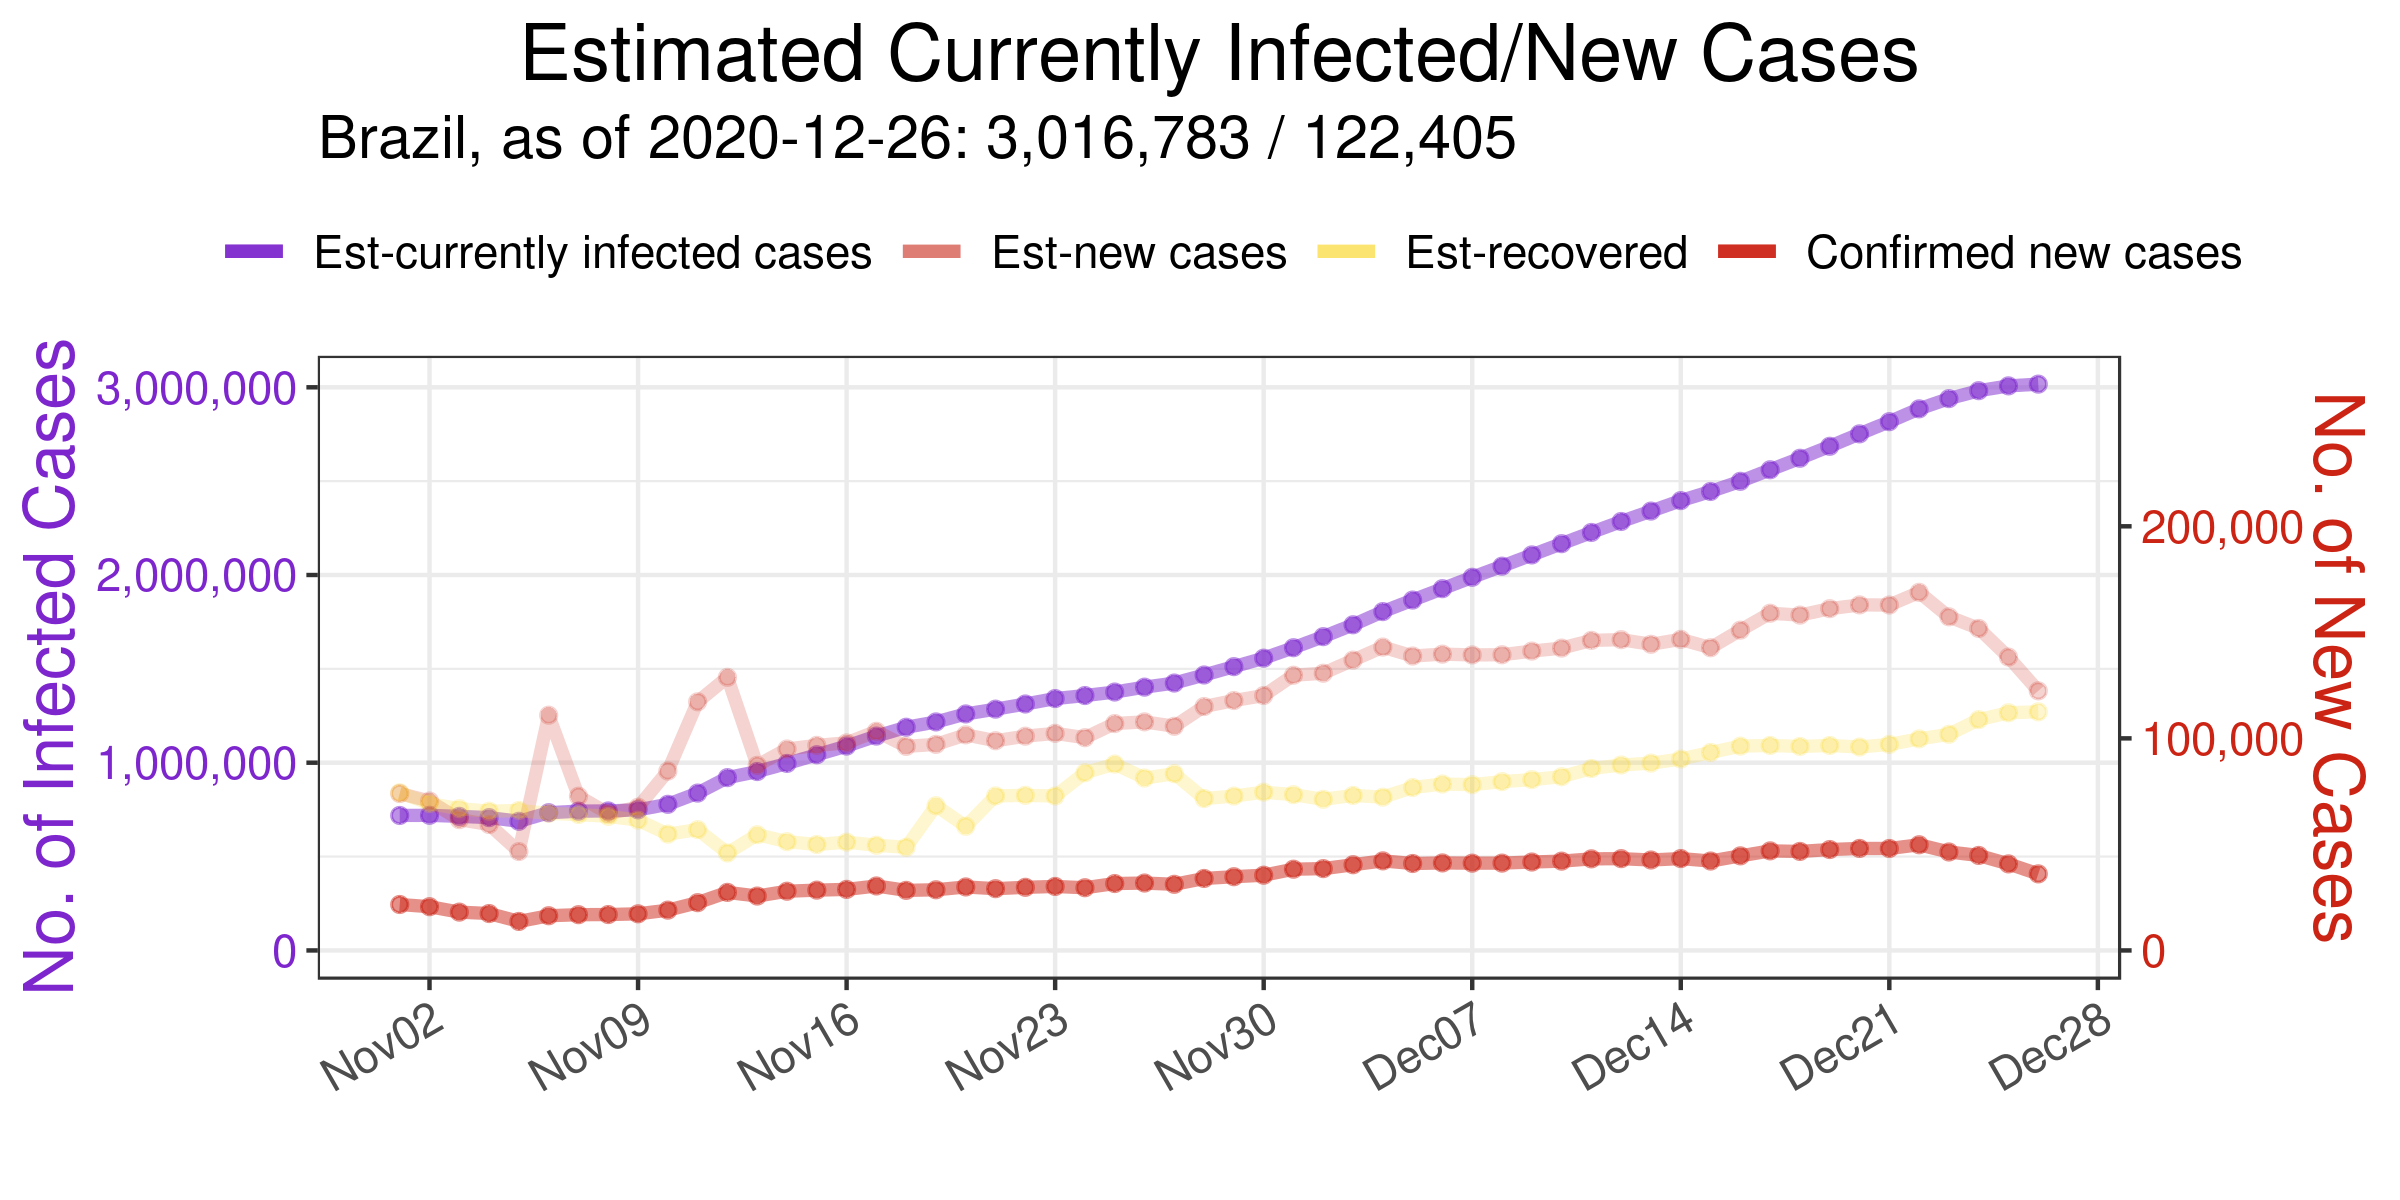 Estimated Currently Infected/New Cases
Brazil, as of 2020-12-26: 3,016,783 / 122,405
Est-currently infected cases Est-new cases Est-recovered Confirmed new cases
No. of Infected Cases
3,000,000
2,000,000
1,000,000
0
200,000
100,000
0
No. of New Cases
Nov02 Nov09 Nov16 Nov23 Nov30 Dec07 Dec14 Dec21 Dec28